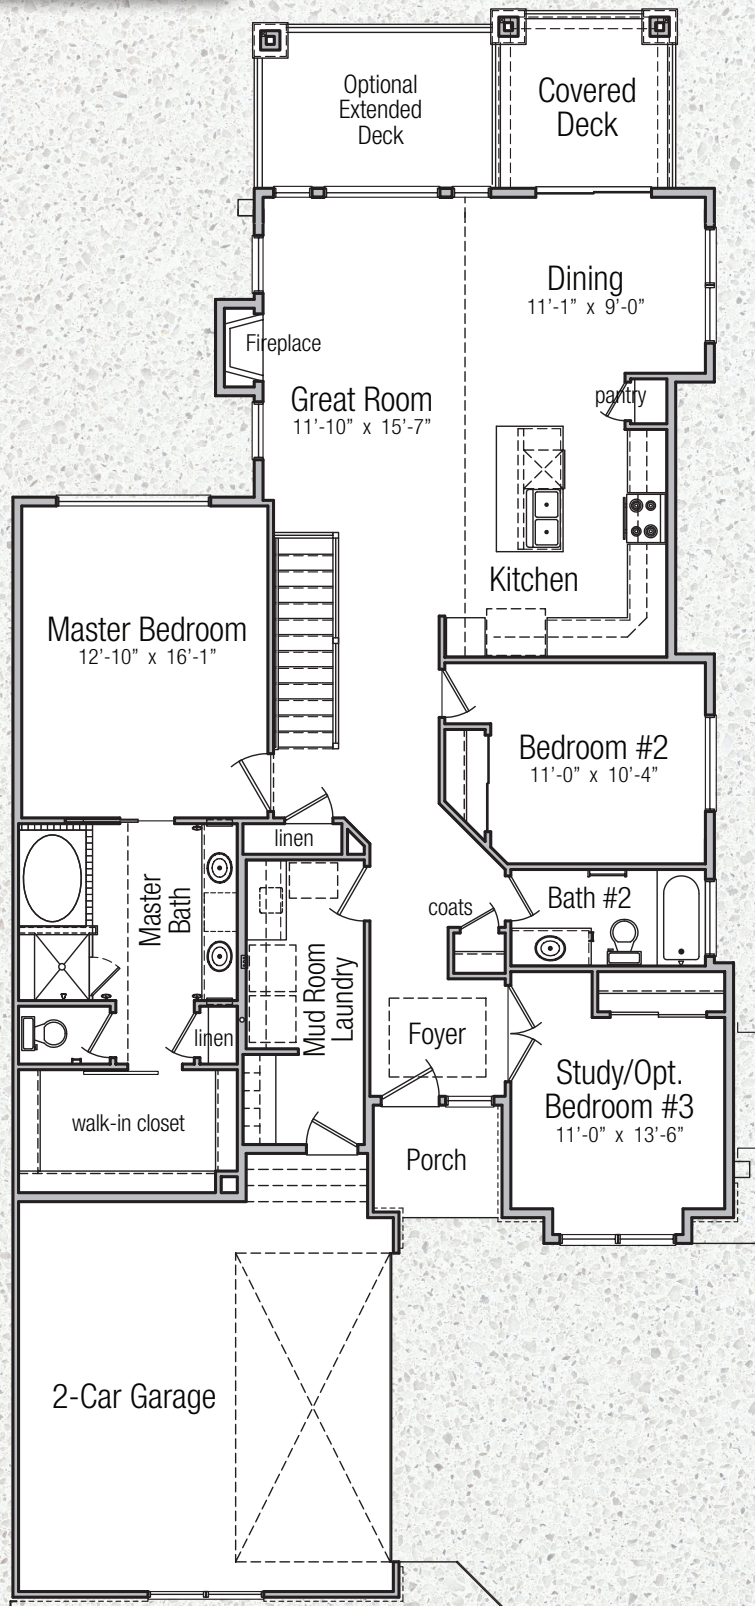 Optional
Extended
Deck
Covered
Deck
Dining
11’-1” x 9’-0”
Fireplace
pantry
Great Room
11’-10” x 15’-7”
Kitchen
Master Bedroom
12’-10” x 16’-1”
Bedroom #2
11’-0” x 10’-4”
linen
Master
Bath
coats
Bath #2
Mud Room
Laundry
linen
Foyer
Study/Opt.
Bedroom #3
11’-0” x 13’-6”
walk-in closet
Porch
2-Car Garage